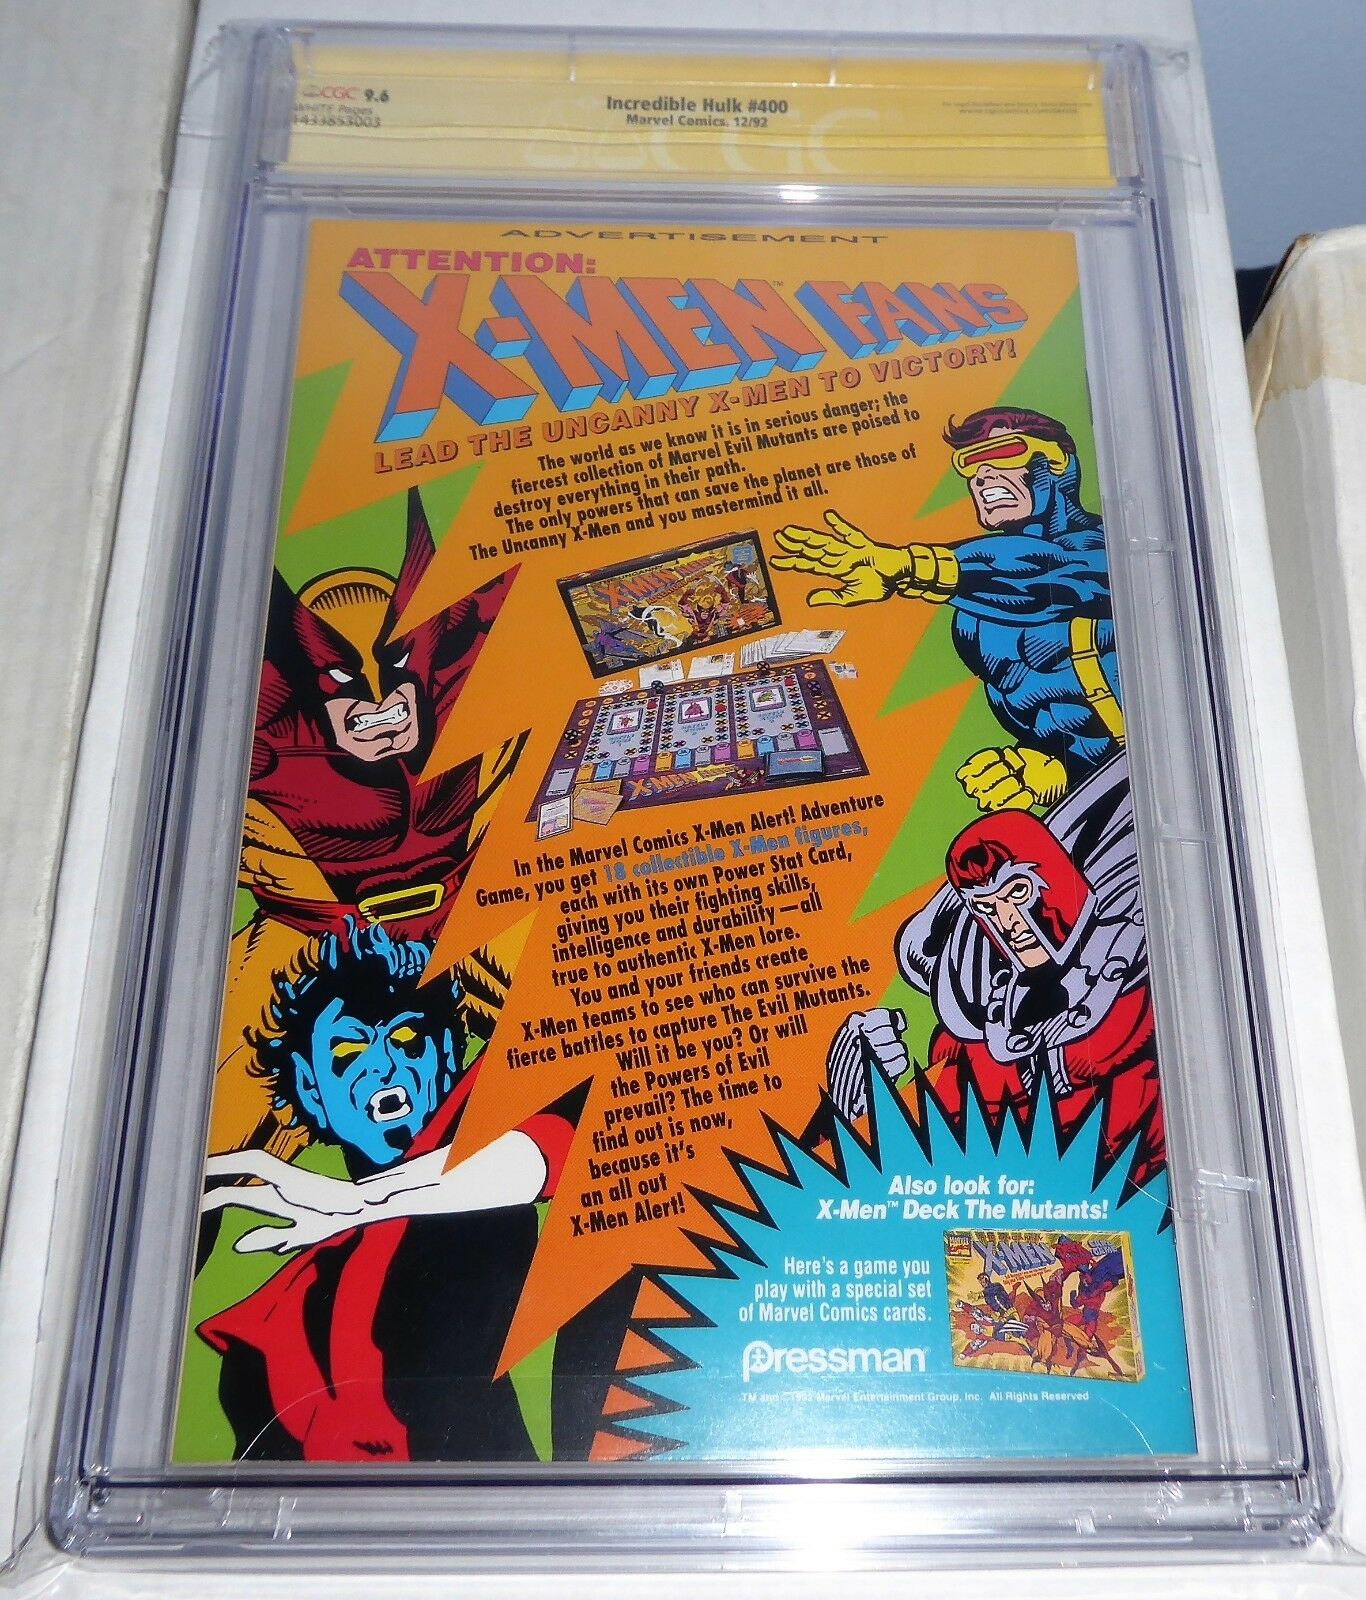 CGC 9.6
WHITE Pages
1433853003
Incredible Hulk #400
Marvel Comics, 12/92
CGC
ADVERTISEMENT
ATTENTION:
X-MEN™ FANS
LEAD THE UNCANNY X-MEN TO VICTORY!
The world as we know it is in serious danger; the
fiercest collection of Marvel Evil Mutants are poised to
destroy everything in their path.
The only powers that can save the planet are those of
The Uncanny X-Men and you mastermind it all.
X-MEN ALERT!
X-MEN ALERT!
In the Marvel Comics X-Men Alert! Adventure
Game, you get 18 collectible X-Men figures,
each with its own Power Stat Card,
giving you their fighting skills,
intelligence and durability—all
true to authentic X-Men lore.
You and your friends create
X-Men teams to see who can survive the
fierce battles to capture The Evil Mutants.
Will it be you? Or will
the Powers of Evil
prevail? The time to
find out is now,
because it's
an all out
X-Men Alert!
Also look for:
X-Men™ Deck The Mutants!
X-MEN
Here's a game you
play with a special set
of Marvel Comics cards.
Pressman
TM and ©1992 Marvel Entertainment Group, Inc. All Rights Reserved